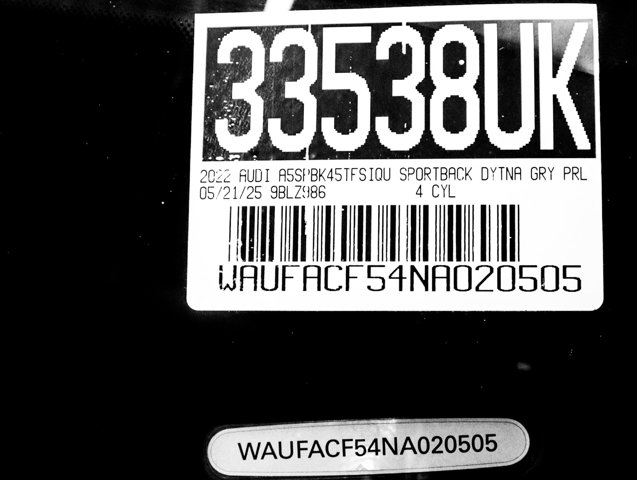 33538UK
2022 AUDI A5SPBK45TFSIQU SPORTBACK DYTNA GRY PRL
05/21/25 9BLZ986 4 CYL
WAUFACF54NA020505
WAUFACF54NA020505